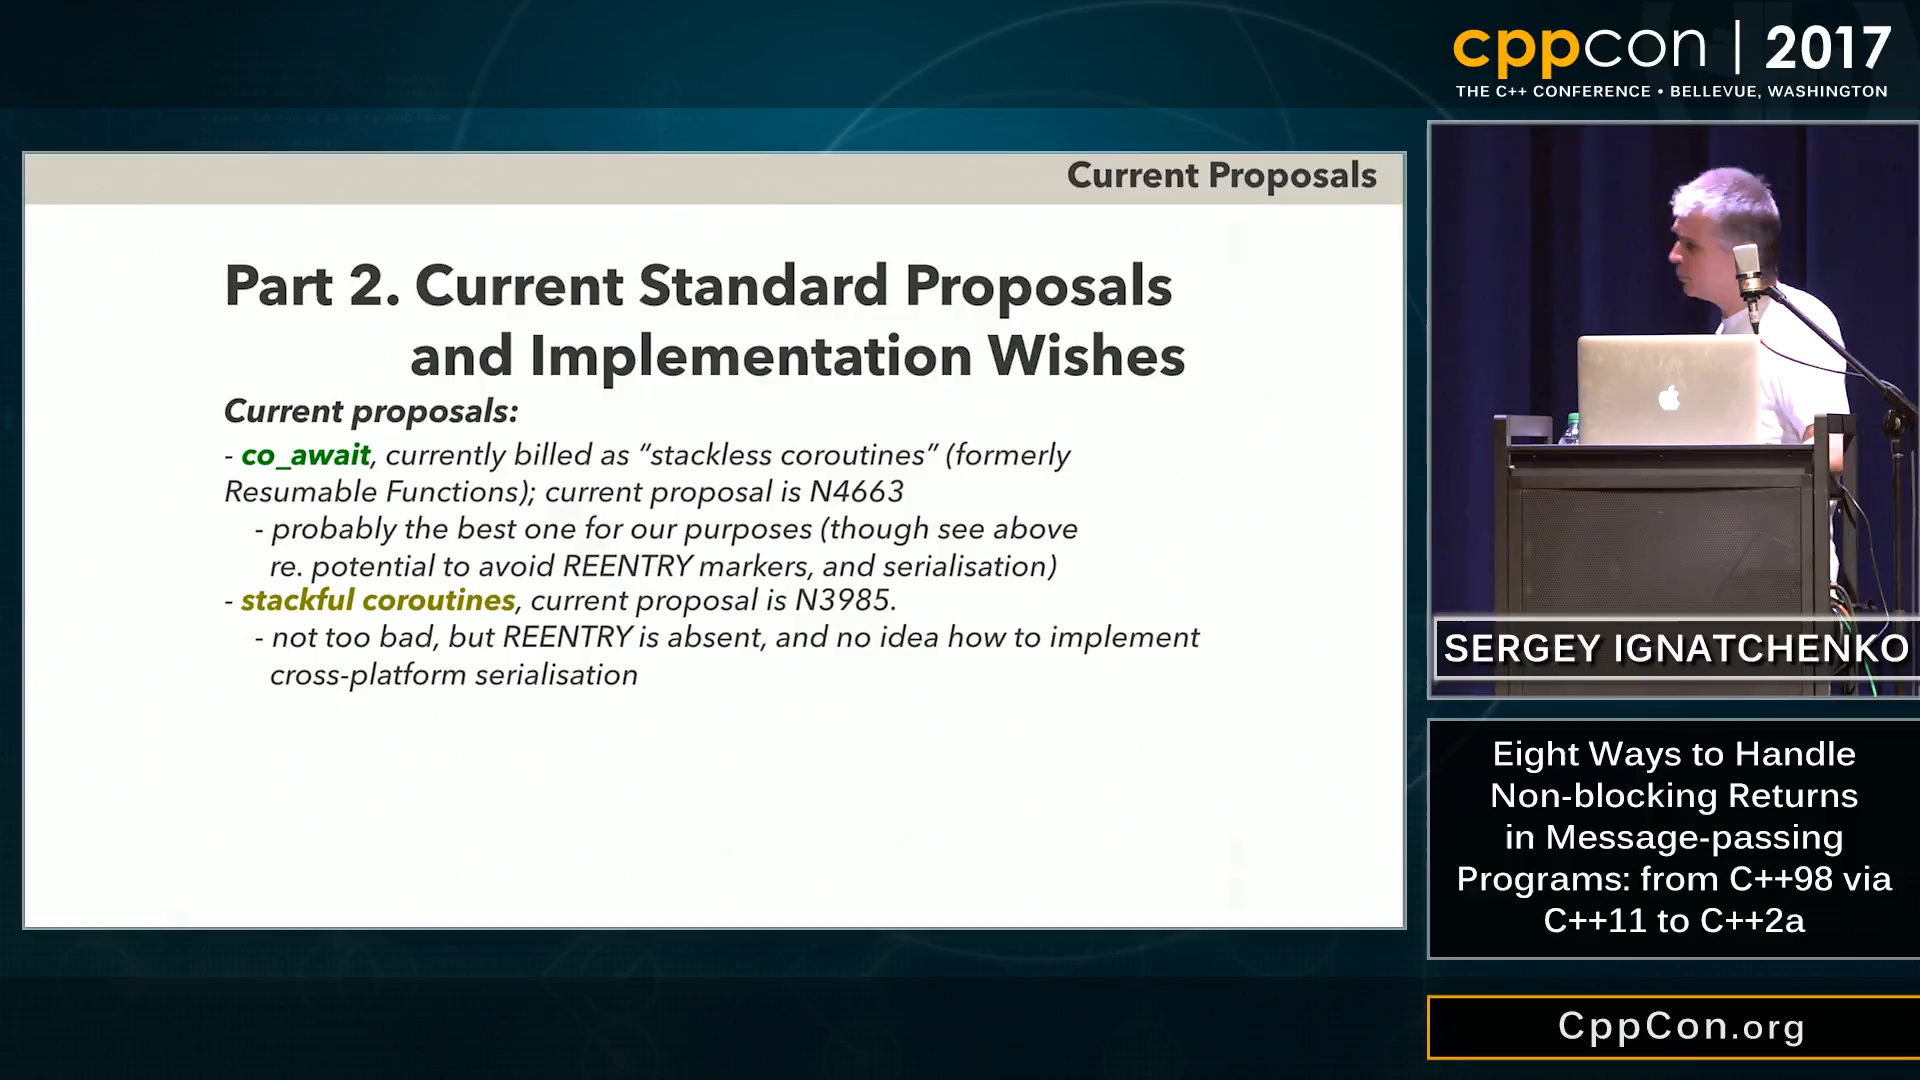 cppcon | 2017
THE C++ CONFERENCE • BELLEVUE, WASHINGTON
Current Proposals
Part 2. Current Standard Proposals
and Implementation Wishes
Current proposals:
- co_await, currently billed as “stackless coroutines” (formerly
Resumable Functions); current proposal is N4663
- probably the best one for our purposes (though see above
re. potential to avoid REENTRY markers, and serialisation)
- stackful coroutines, current proposal is N3985.
- not too bad, but REENTRY is absent, and no idea how to implement
cross-platform serialisation
SERGEY IGNATCHENKO
Eight Ways to Handle
Non-blocking Returns
in Message-passing
Programs: from C++98 via
C++11 to C++2a
CppCon.org